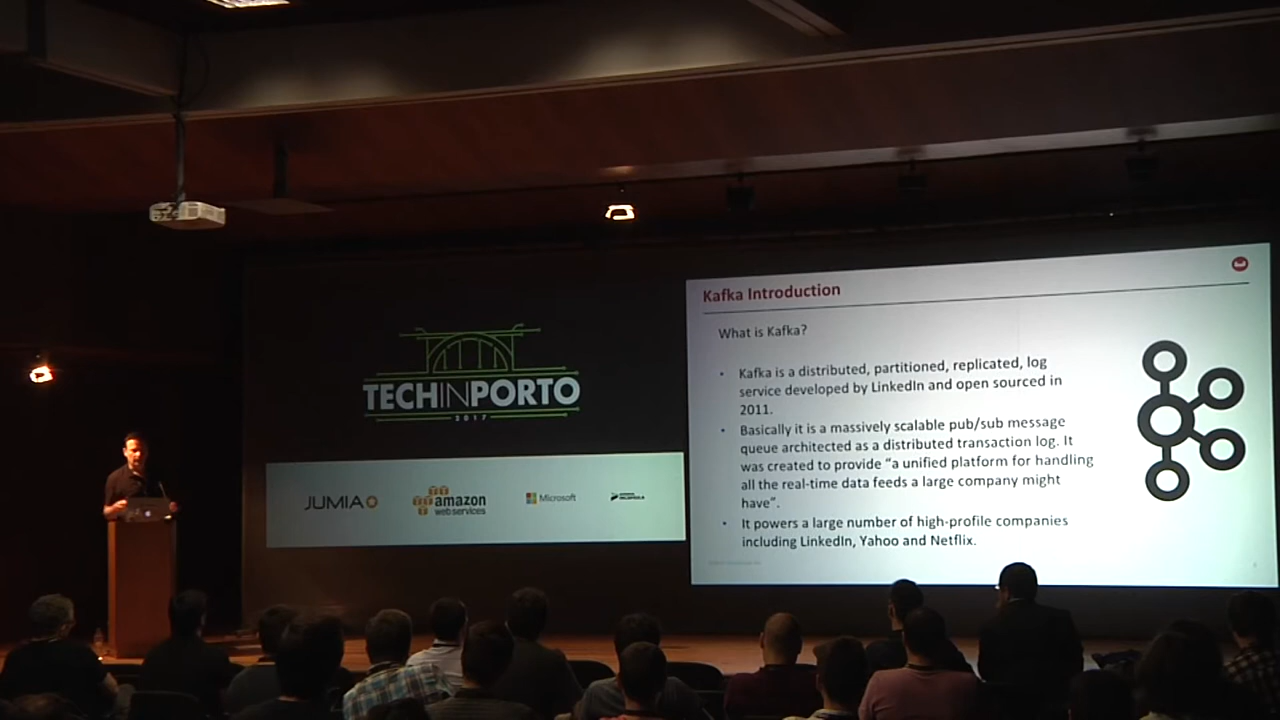 TECHINPORTO
2017
JUMIA
amazon
webservices
Microsoft
Kafka Introduction
What is Kafka?
• Kafka is a distributed, partitioned, replicated, log
service developed by LinkedIn and open sourced in
2011.
• Basically it is a massively scalable pub/sub message
queue architected as a distributed transaction log. It
was created to provide “a unified platform for handling
all the real-time data feeds a large company might
have”.
• It powers a large number of high-profile companies
including LinkedIn, Yahoo and Netflix.